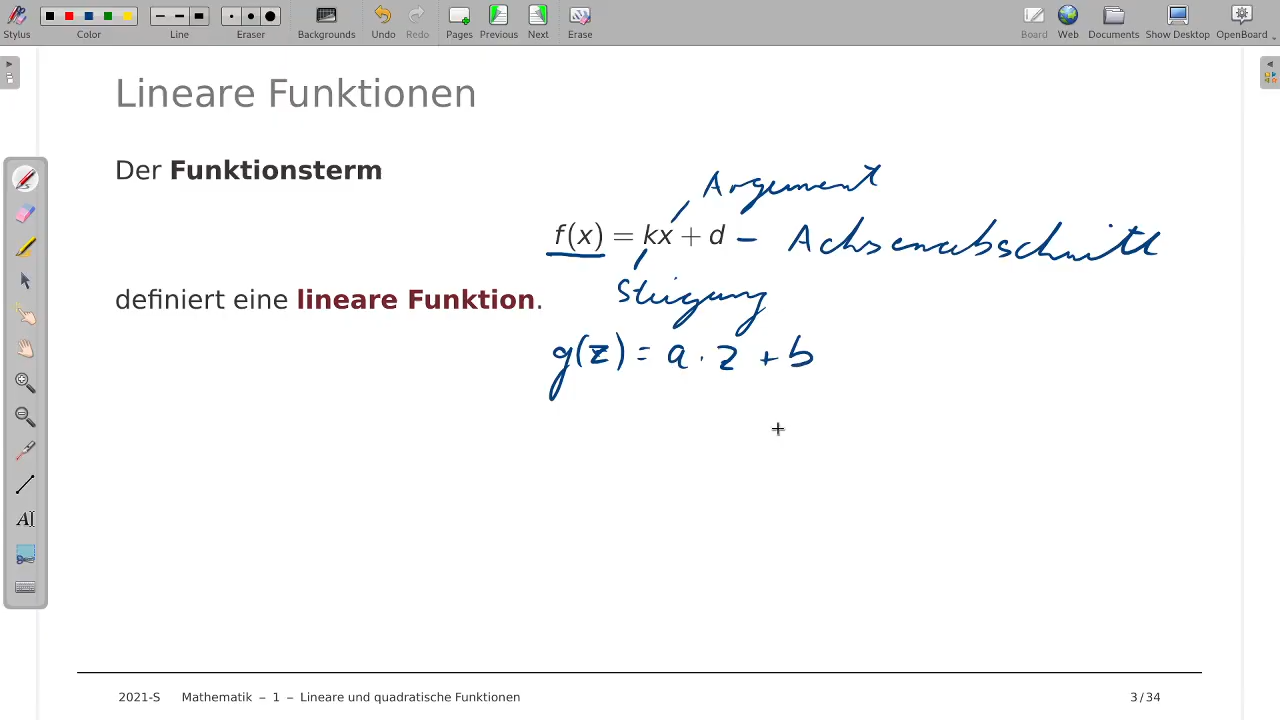 Stylus Color Line Eraser Backgrounds Undo Redo Pages Previous Next Erase Board Web Documents Show Desktop OpenBoard
Lineare Funktionen
Der Funktionsterm
Argument
f(x) = kx + d – Achsenabschnitt
Steigung
definiert eine lineare Funktion.
g(z) = a · z + b
2021-S Mathematik – 1 – Lineare und quadratische Funktionen 3 / 34